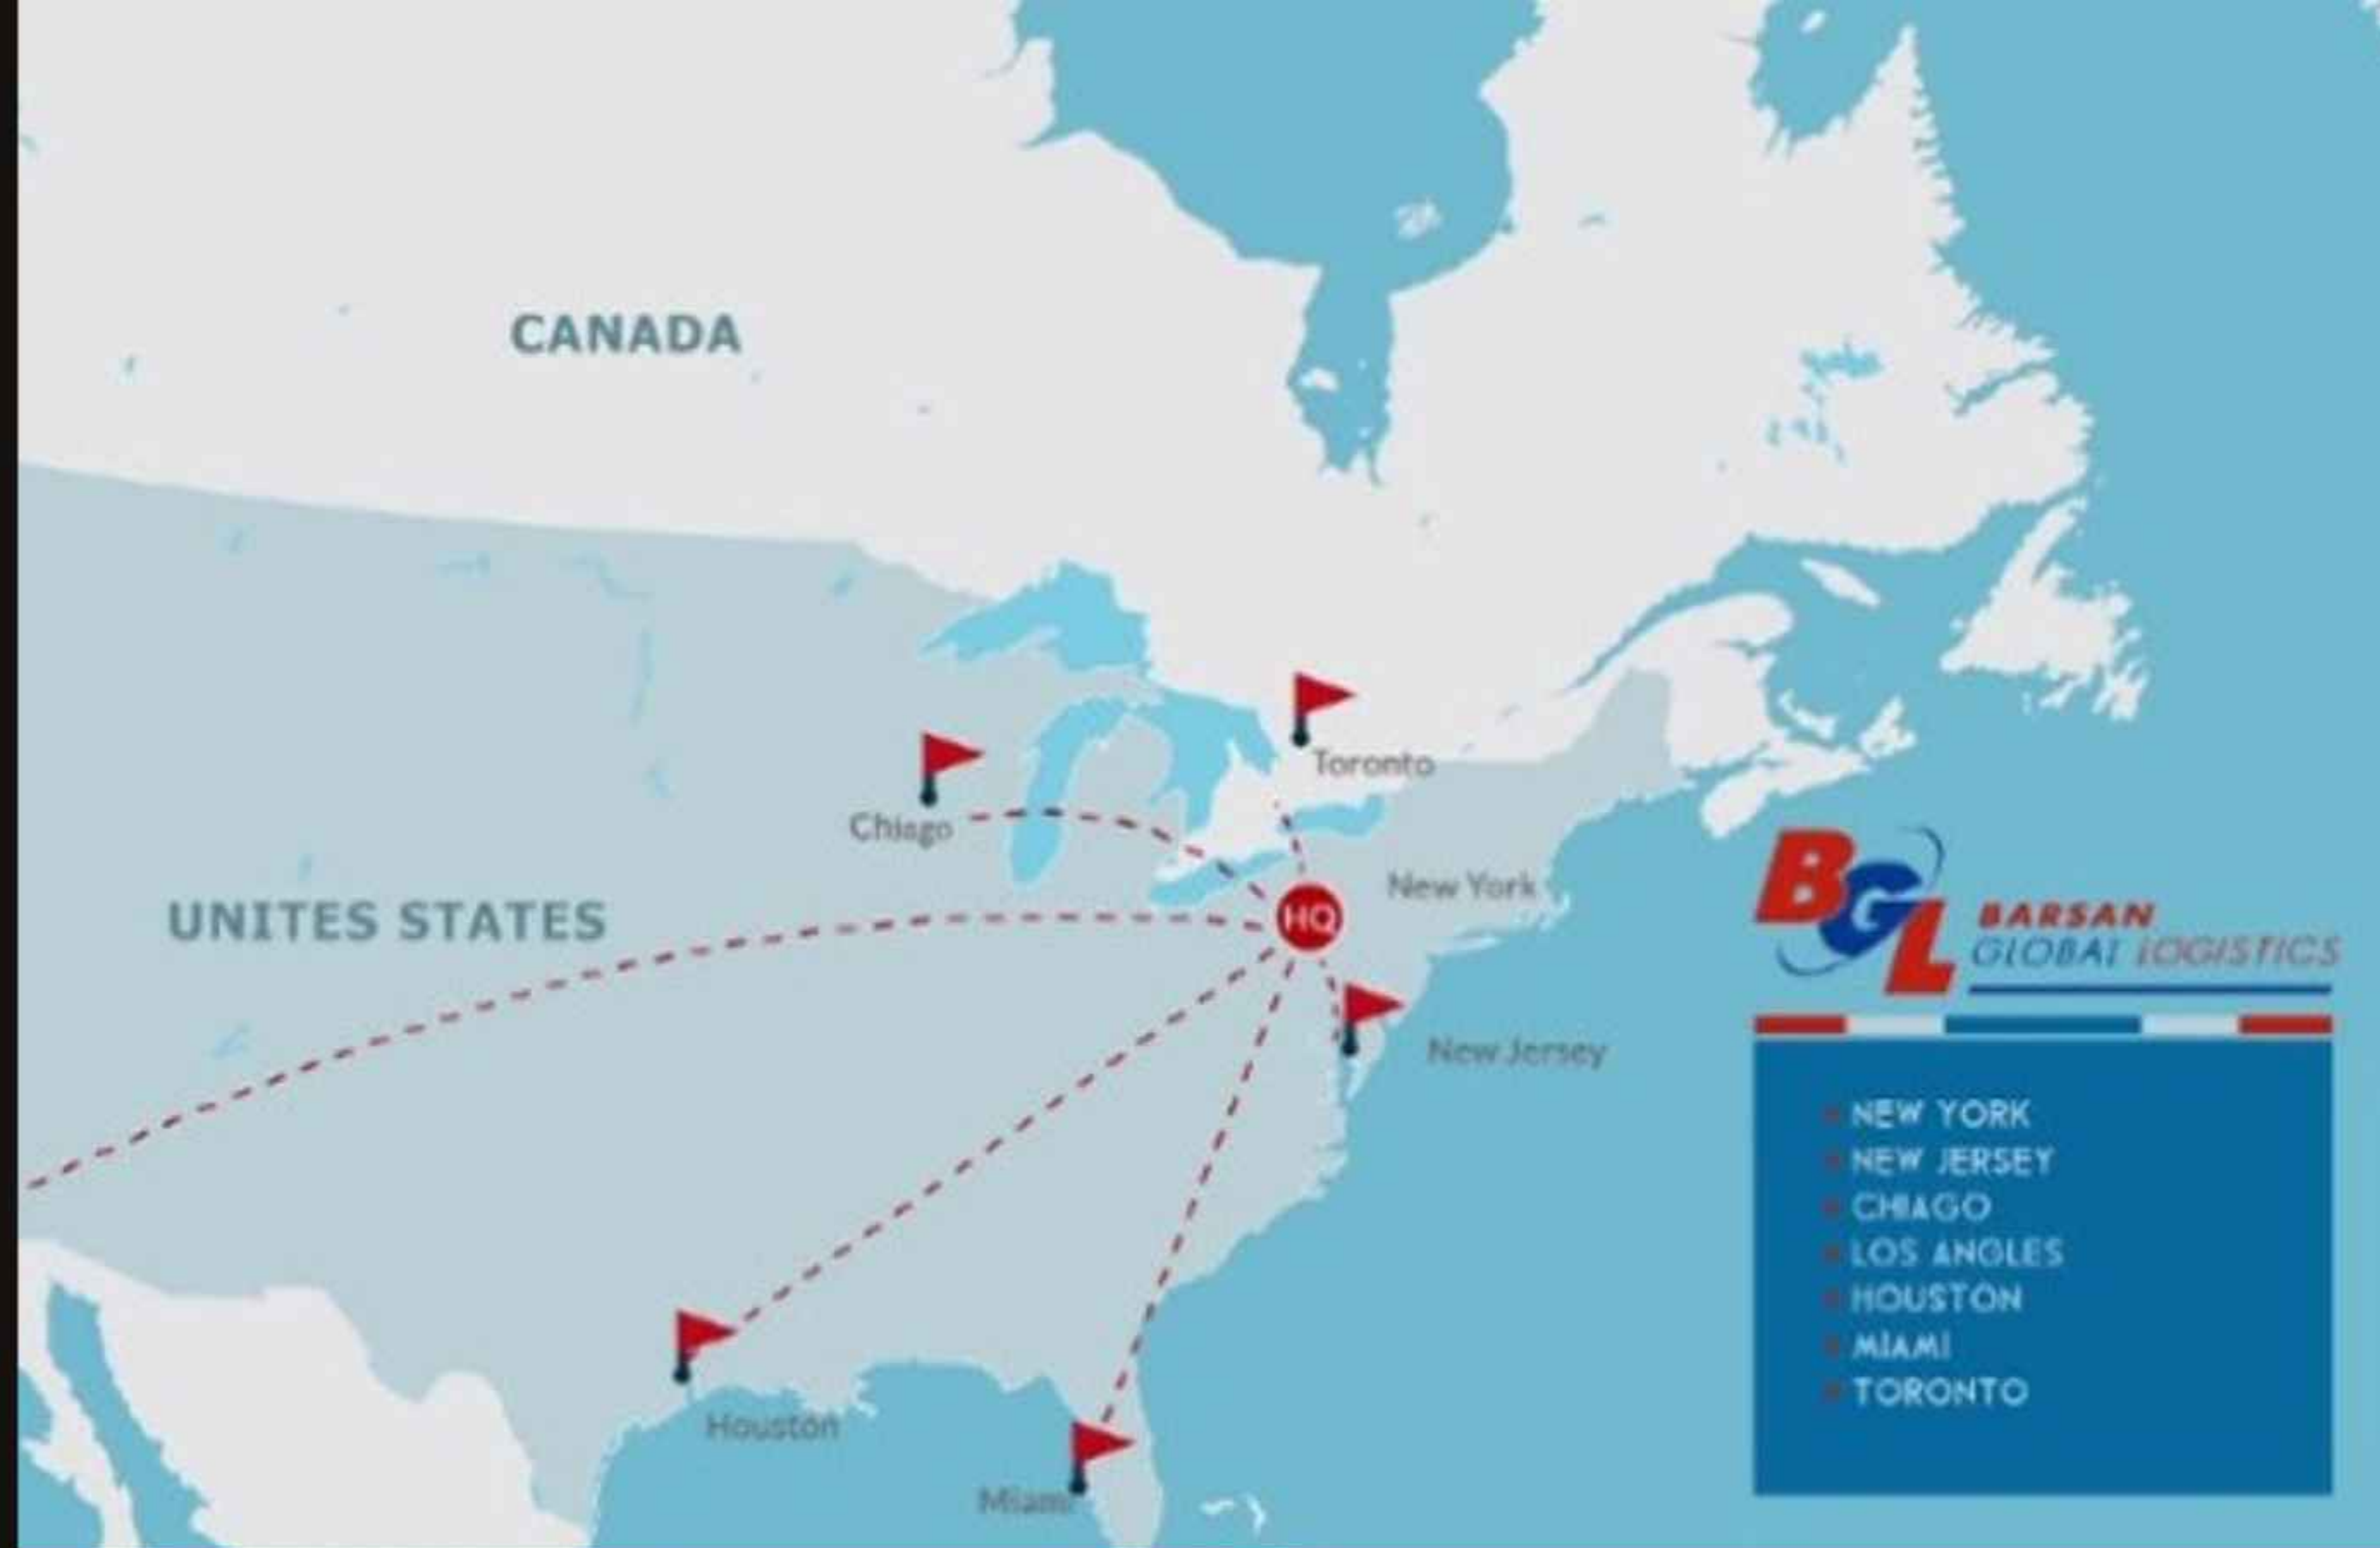 CANADA
Toronto
Chiago
New York
HQ
UNITES STATES
New Jersey
Houston
Miami
BGL
BARSAN
GLOBAL LOGISTICS
NEW YORK
NEW JERSEY
CHIAGO
LOS ANGLES
HOUSTON
MIAMI
TORONTO